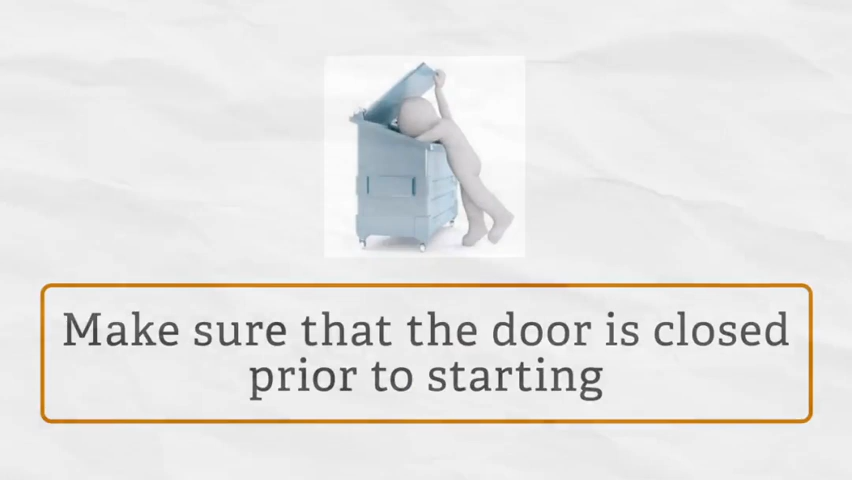 Make sure that the door is closed
prior to starting